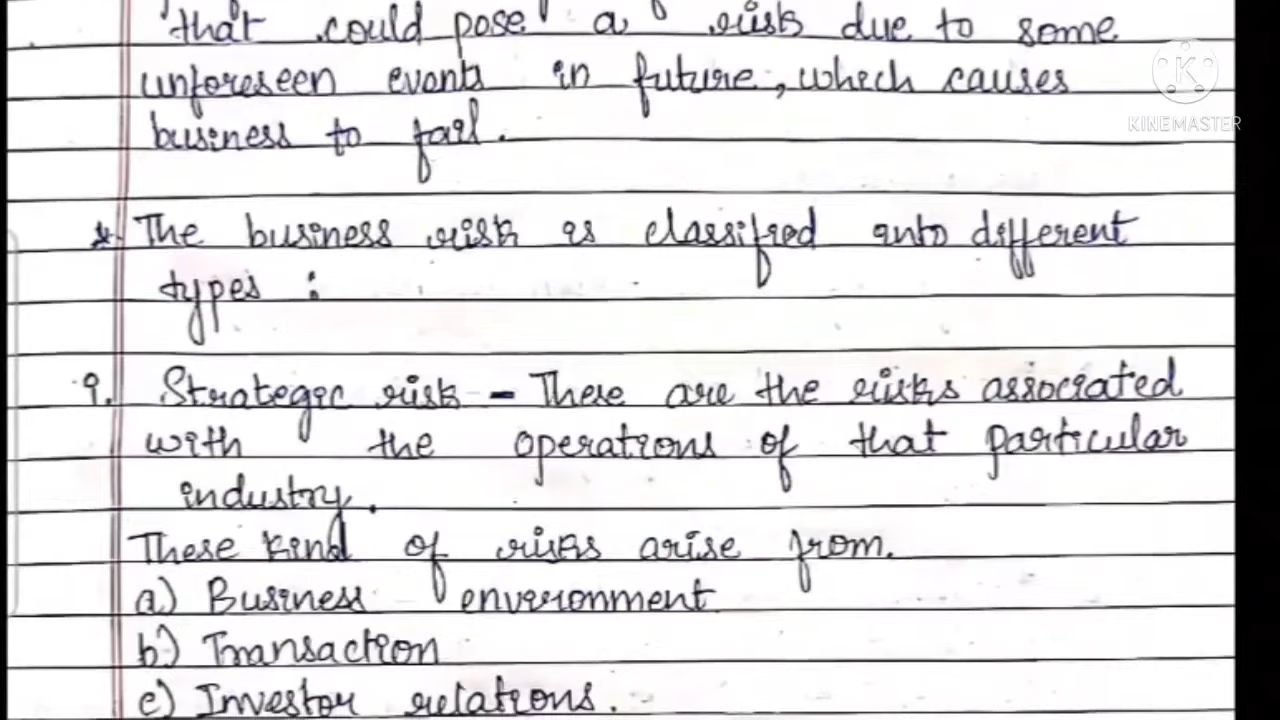 that could pose a risk due to some
unforeseen events in future, which causes
business to fail.
* The business risk is classified into different
types :
1. Strategic risk - These are the risks associated
with the operations of that particular
industry.
These kind of risks arise from.
a) Business environment
b) Transaction
c) Investor relations.
KINEMASTER